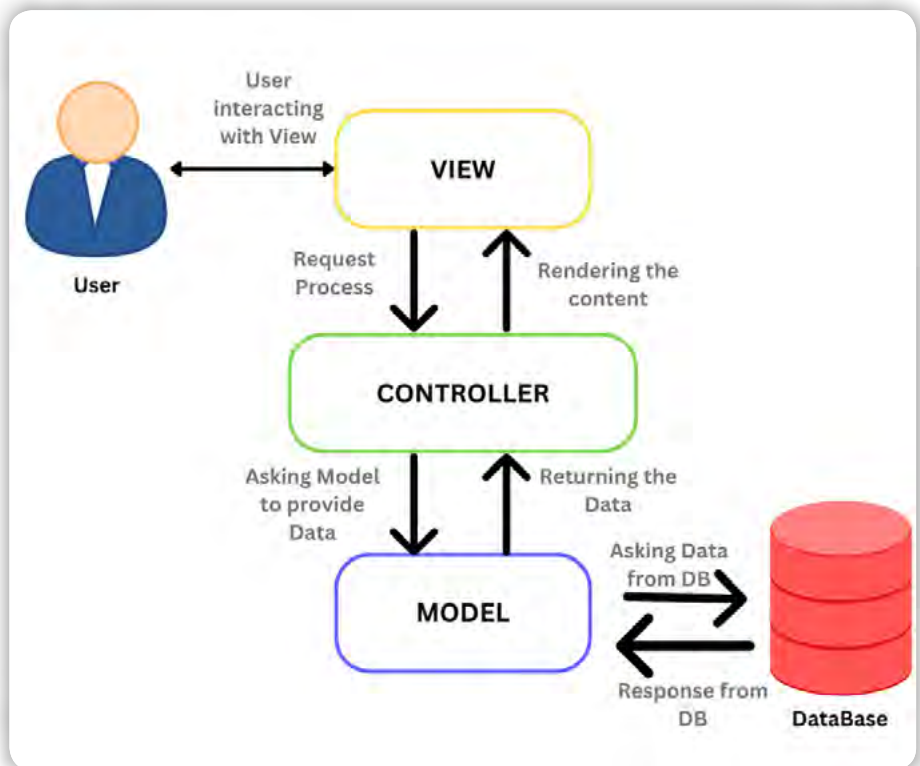 User
interacting
with View
VIEW
User
Request
Process
Rendering the
content
CONTROLLER
Asking Model
to provide
Data
Returning the
Data
MODEL
Asking Data
from DB
Response from
DB
DataBase